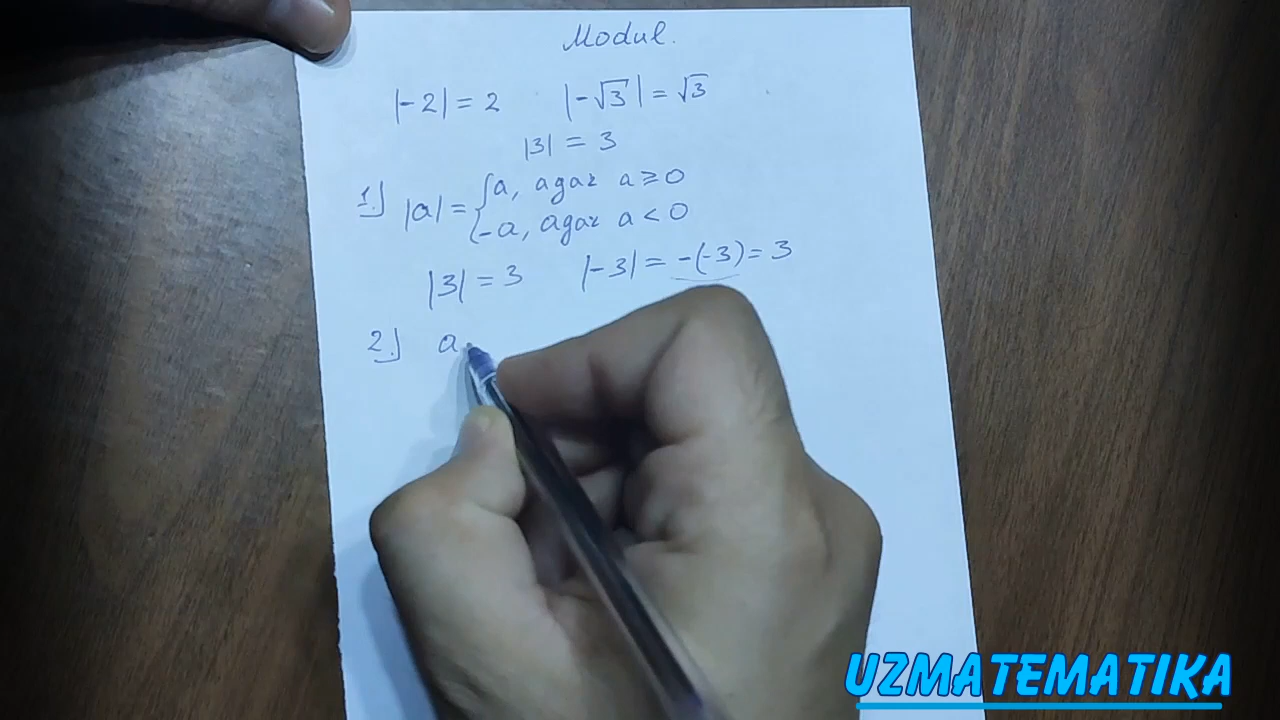 Modul.
|-2| = 2 |-√3| = √3
|3| = 3
1.) |a| = { a, agar a ≥ 0
-a, agar a < 0
|3| = 3 |-3| = -(-3) = 3
2.) a
UZMATEMATIKA